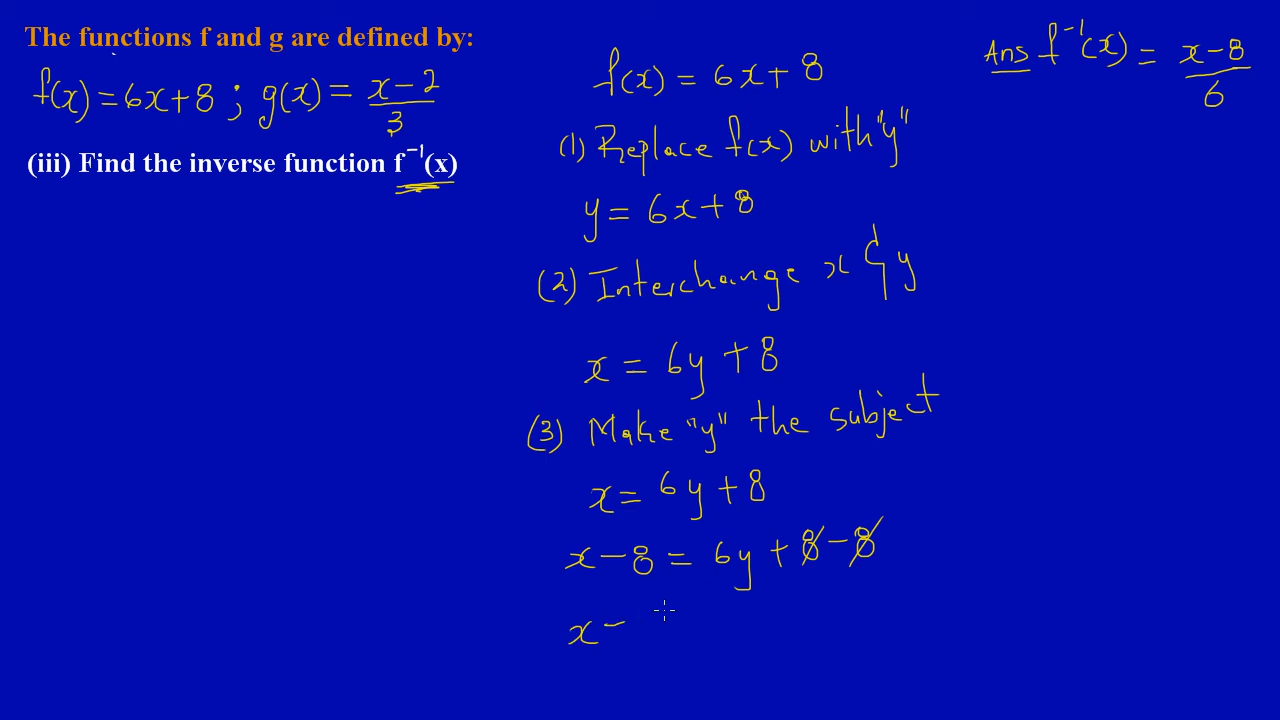 The functions f and g are defined by:
f(x) = 6x + 8 ; g(x) = x - 2 / 3
(iii) Find the inverse function f⁻¹(x)
f(x) = 6x + 8
(1) Replace f(x) with "y"
y = 6x + 8
(2) Interchange x & y
x = 6y + 8
(3) Make "y" the subject
x = 6y + 8
x - 8 = 6y + 8 - 8
x -
Ans f⁻¹(x) = x - 8 / 6